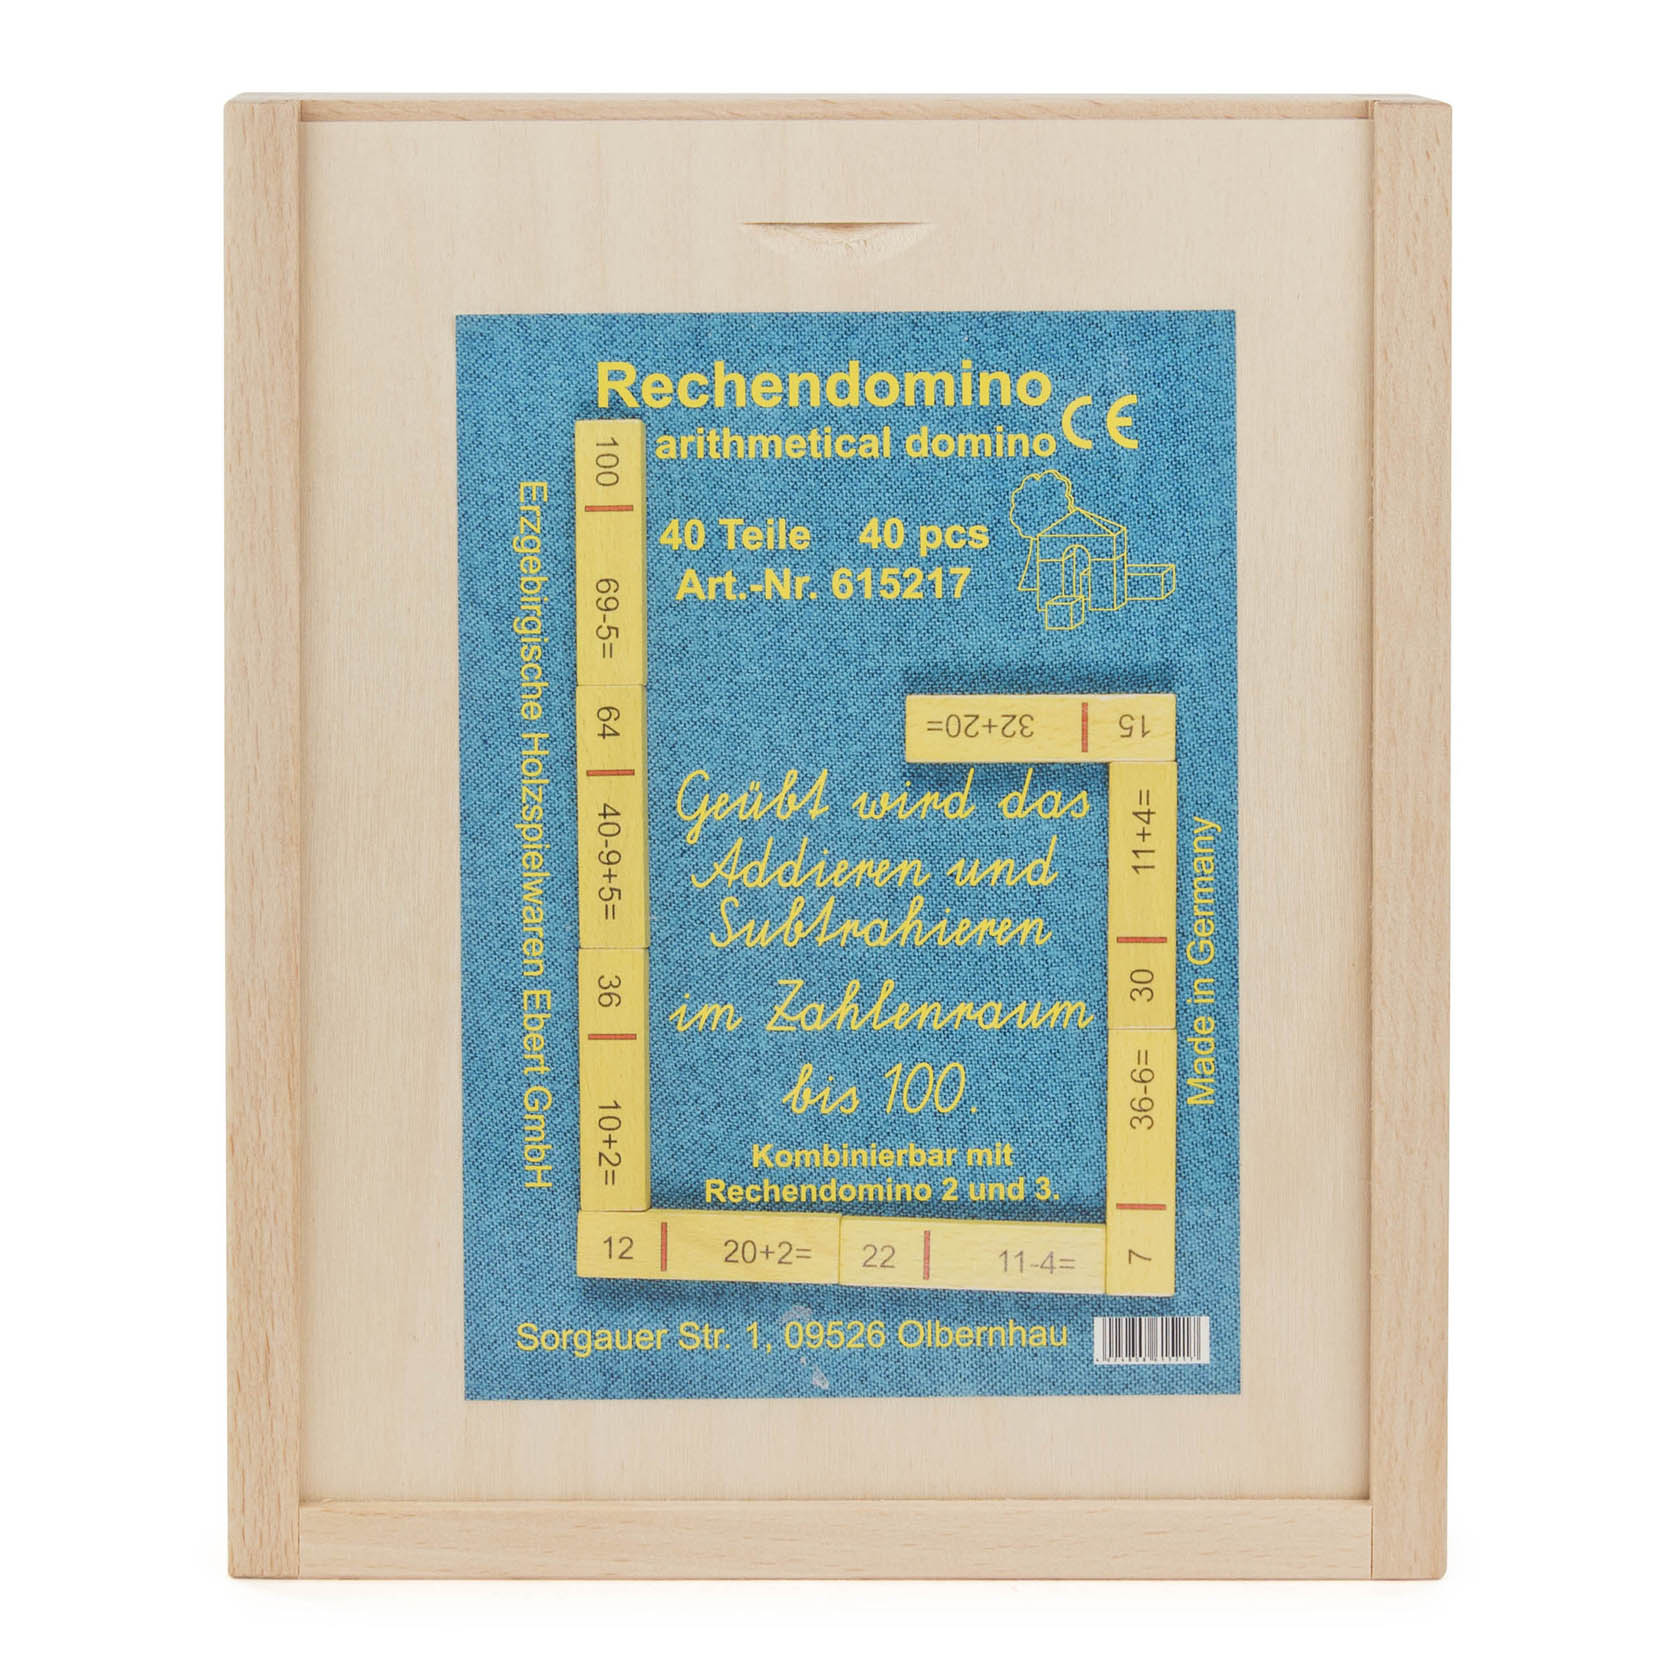 Rechendomino
CE
arithmetical domino
40 Teile 40 pcs
Art.-Nr. 615217
Erzgebirgische Holzspielwaren Ebert GmbH
100 | 69-5=
64 | 40-9+5=
36 | 10+2=
12 | 20+2=
22 | 11-4=
7 | 36-6=
30 | 11+4=
15 | 32+20=
Geübt wird das
Addieren und
Subtrahieren
im Zahlenraum
bis 100.
Kombinierbar mit
Rechendomino 2 und 3.
Made in Germany
Sorgauer Str. 1, 09526 Olbernhau